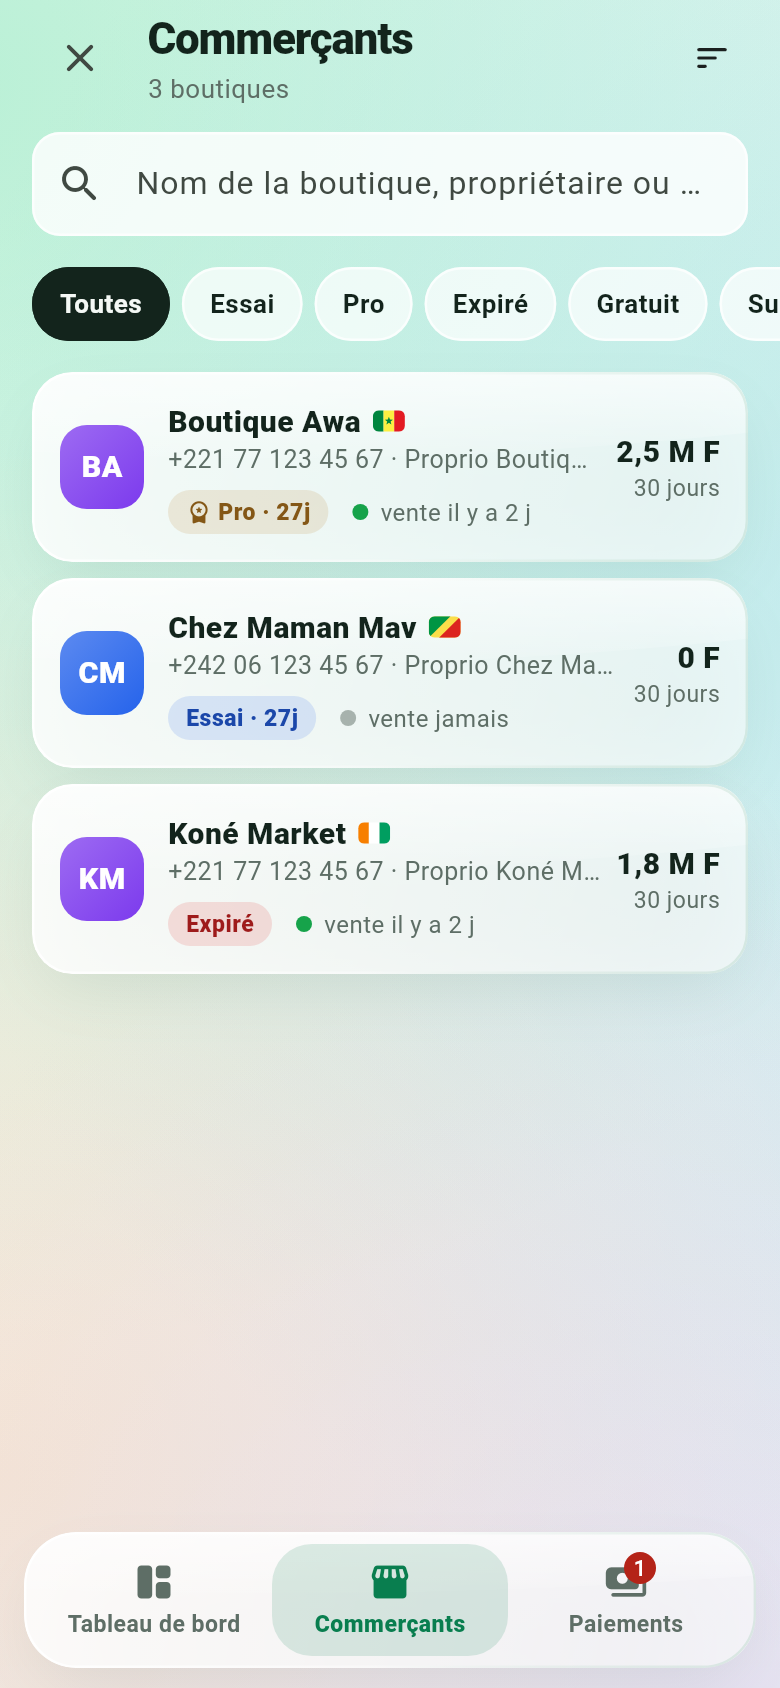 Commerçants
3 boutiques
Nom de la boutique, propriétaire ou ...
Toutes
Essai
Pro
Expiré
Gratuit
Su
BA
Boutique Awa
+221 77 123 45 67 · Proprio Boutiq...
Pro · 27j
vente il y a 2 j
2,5 M F
30 jours
CM
Chez Maman Mav
+242 06 123 45 67 · Proprio Chez Ma...
Essai · 27j
vente jamais
0 F
30 jours
KM
Koné Market
+221 77 123 45 67 · Proprio Koné M...
Expiré
vente il y a 2 j
1,8 M F
30 jours
Tableau de bord
Commerçants
1
Paiements